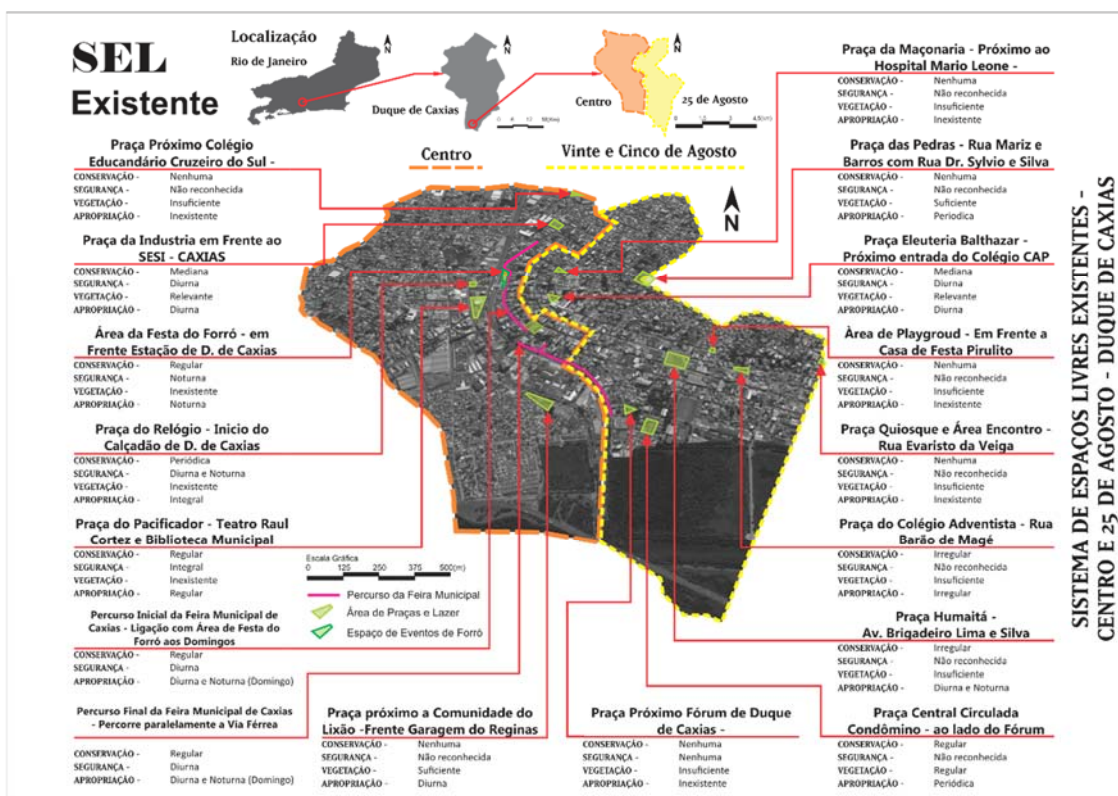 SEL
Existente
Localização
Rio de Janeiro
N
Duque de Caxias
N
0 6 12 18(Km)
Centro
25 de Agosto
N
Centro
Vinte e Cinco de Agosto
N
Praça Próximo Colégio
Educandário Cruzeiro do Sul -
CONSERVAÇÃO - Nenhuma
SEGURANÇA - Não reconhecida
VEGETAÇÃO - Insuficiente
APROPRIAÇÃO - Inexistente
Praça da Industria em Frente ao
SESI - CAXIAS
CONSERVAÇÃO - Mediana
SEGURANÇA - Diurna
VEGETAÇÃO - Relevante
APROPRIAÇÃO - Diurna
Área da Festa do Forró - em
Frente Estação de D. de Caxias
CONSERVAÇÃO - Regular
SEGURANÇA - Noturna
VEGETAÇÃO - Inexistente
APROPRIAÇÃO - Noturna
Praça do Relógio - Inicio do
Calçadão de D. de Caxias
CONSERVAÇÃO - Periódica
SEGURANÇA - Diurna e Noturna
VEGETAÇÃO - Inexistente
APROPRIAÇÃO - Integral
Praça do Pacificador - Teatro Raul
Cortez e Biblioteca Municipal
CONSERVAÇÃO - Regular
SEGURANÇA - Integral
VEGETAÇÃO - Inexistente
APROPRIAÇÃO - Regular
Percurso Inicial da Feira Municipal de
Caxias - Ligação com Área de Festa do
Forró aos Domingos
CONSERVAÇÃO - Regular
SEGURANÇA - Diurna
APROPRIAÇÃO - Diurna e Noturna (Domingo)
Percurso Final da Feira Municipal de Caxias
- Percorre paralelamente a Via Férrea
CONSERVAÇÃO - Regular
SEGURANÇA - Diurna
APROPRIAÇÃO - Diurna e Noturna (Domingo)
Escala Gráfica
0 125 250 375 500(m)
Percurso da Feira Municipal
Área de Praças e Lazer
Espaço de Eventos de Forró
Praça próximo a Comunidade do
Lixão -Frente Garagem do Reginas
CONSERVAÇÃO - Nenhuma
SEGURANÇA - Não reconhecida
VEGETAÇÃO - Suficiente
APROPRIAÇÃO - Diurna
Praça Próximo Fórum de Duque
de Caxias -
CONSERVAÇÃO - Nenhuma
SEGURANÇA - Nenhuma
VEGETAÇÃO - Insuficiente
APROPRIAÇÃO - Inexistente
Praça da Maçonaria - Próximo ao
Hospital Mario Leone -
CONSERVAÇÃO - Nenhuma
SEGURANÇA - Não reconhecida
VEGETAÇÃO - Insuficiente
APROPRIAÇÃO - Inexistente
Praça das Pedras - Rua Mariz e
Barros com Rua Dr. Sylvio e Silva
CONSERVAÇÃO - Nenhuma
SEGURANÇA - Não reconhecida
VEGETAÇÃO - Suficiente
APROPRIAÇÃO - Periodica
Praça Eleuteria Balthazar -
Próximo entrada do Colégio CAP
CONSERVAÇÃO - Mediana
SEGURANÇA - Diurna
VEGETAÇÃO - Relevante
APROPRIAÇÃO - Diurna
Àrea de Playgroud - Em Frente a
Casa de Festa Pirulito
CONSERVAÇÃO - Nenhuma
SEGURANÇA - Não reconhecida
VEGETAÇÃO - Insuficiente
APROPRIAÇÃO - Inexistente
Praça Quiosque e Área Encontro -
Rua Evaristo da Veiga
CONSERVAÇÃO - Nenhuma
SEGURANÇA - Não reconhecida
VEGETAÇÃO - Insuficiente
APROPRIAÇÃO - Inexistente
Praça do Colégio Adventista - Rua
Barão de Magé
CONSERVAÇÃO - Irregular
SEGURANÇA - Não reconhecida
VEGETAÇÃO - Insuficiente
APROPRIAÇÃO - Irregular
Praça Humaitá -
Av. Brigadeiro Lima e Silva
CONSERVAÇÃO - Irregular
SEGURANÇA - Não reconhecida
VEGETAÇÃO - Insuficiente
APROPRIAÇÃO - Diurna e Noturna
Praça Central Circulada
Condômino - ao lado do Fórum
CONSERVAÇÃO - Regular
SEGURANÇA - Não reconhecida
VEGETAÇÃO - Regular
APROPRIAÇÃO - Periódica
SISTEMA DE ESPAÇOS LIVRES EXISTENTES -
CENTRO E 25 DE AGOSTO - DUQUE DE CAXIAS